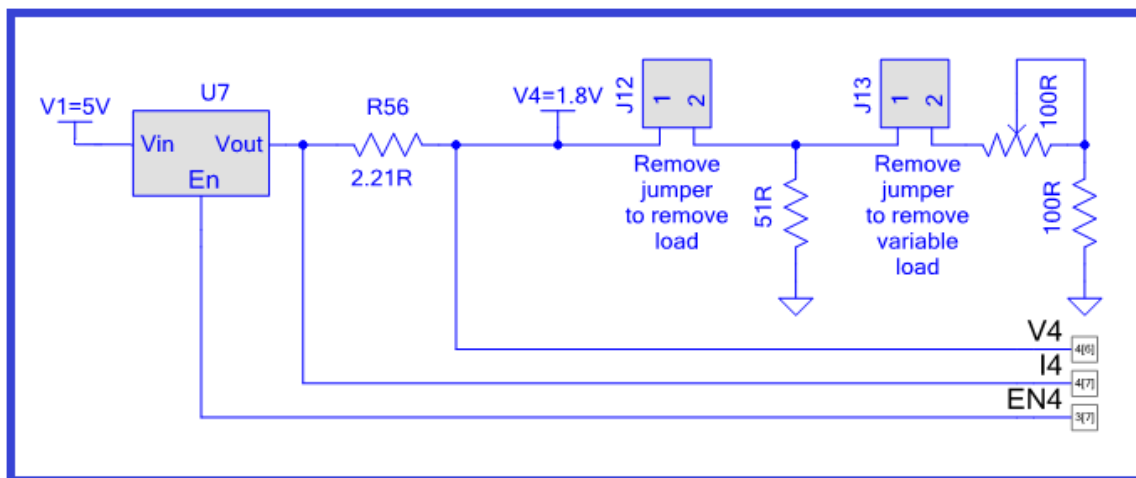 V1=5V
U7
Vin
Vout
En
R56
2.21R
V4=1.8V
J12
1
2
Remove
jumper
to remove
load
51R
J13
1
2
Remove
jumper
to remove
variable
load
100R
100R
V4
4[6]
I4
4[7]
EN4
3[7]